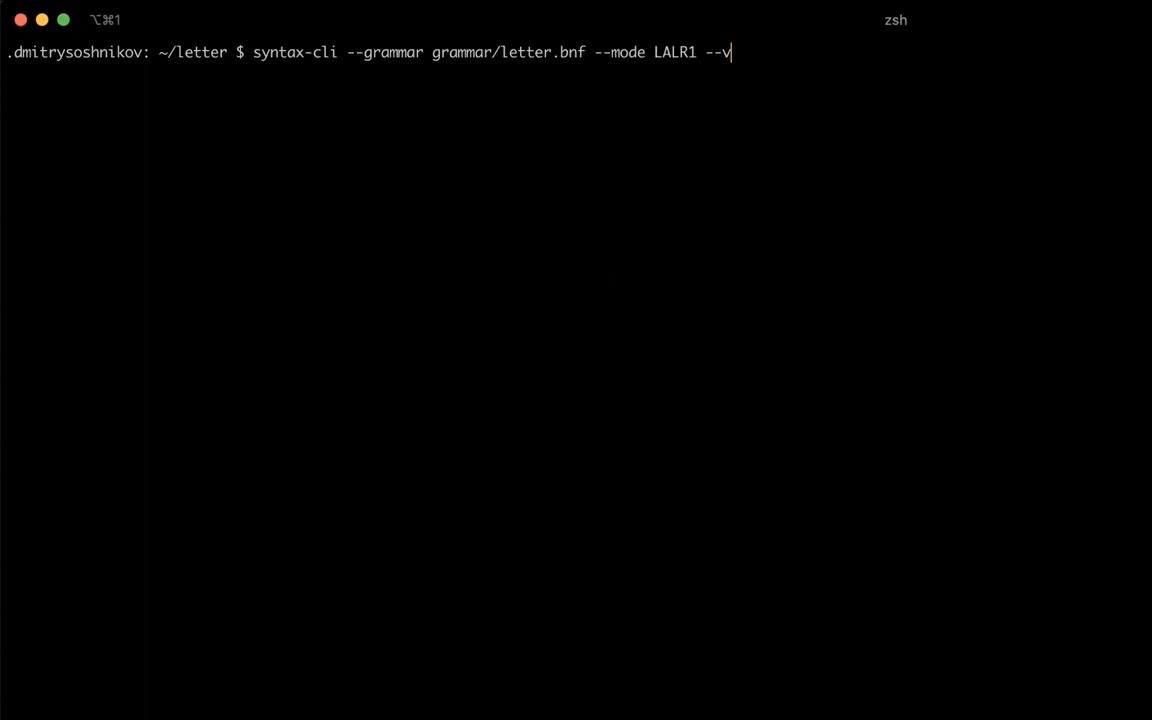 ⌥⌘1 zsh
.dmitrysoshnikov: ~/letter $ syntax-cli --grammar grammar/letter.bnf --mode LALR1 --v